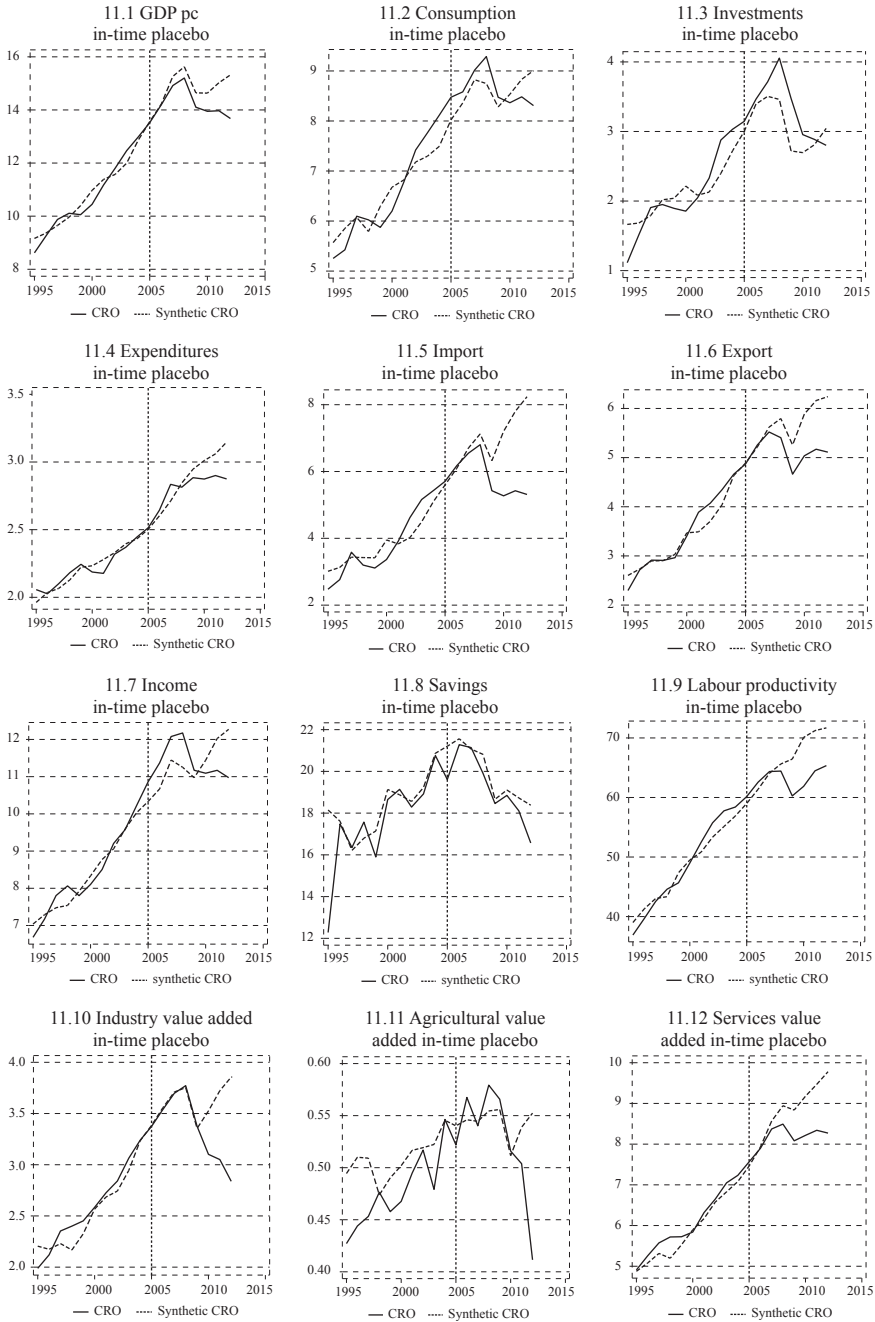 11.1 GDP pc
in-time placebo
16
14
12
10
8
1995 2000 2005 2010 2015
CRO Synthetic CRO
11.2 Consumption
in-time placebo
9
8
7
6
5
1995 2000 2005 2010 2015
CRO Synthetic CRO
11.3 Investments
in-time placebo
4
3
2
1
1995 2000 2005 2010 2015
CRO Synthetic CRO
11.4 Expenditures
in-time placebo
3.5
3.0
2.5
2.0
1995 2000 2005 2010 2015
CRO Synthetic CRO
11.5 Import
in-time placebo
8
6
4
2
1995 2000 2005 2010 2015
CRO Synthetic CRO
11.6 Export
in-time placebo
6
5
4
3
2
1995 2000 2005 2010 2015
CRO Synthetic CRO
11.7 Income
in-time placebo
12
11
10
9
8
7
1995 2000 2005 2010 2015
CRO synthetic CRO
11.8 Savings
in-time placebo
22
20
18
16
14
12
1995 2000 2005 2010 2015
CRO synthetic CRO
11.9 Labour productivity
in-time placebo
70
60
50
40
1995 2000 2005 2010 2015
CRO synthetic CRO
11.10 Industry value added
in-time placebo
4.0
3.5
3.0
2.5
2.0
1995 2000 2005 2010 2015
CRO Synthetic CRO
11.11 Agricultural value
added in-time placebo
0.60
0.55
0.50
0.45
0.40
1995 2000 2005 2010 2015
CRO Synthetic CRO
11.12 Services value
added in-time placebo
10
9
8
7
6
5
1995 2000 2005 2010 2015
CRO Synthetic CRO